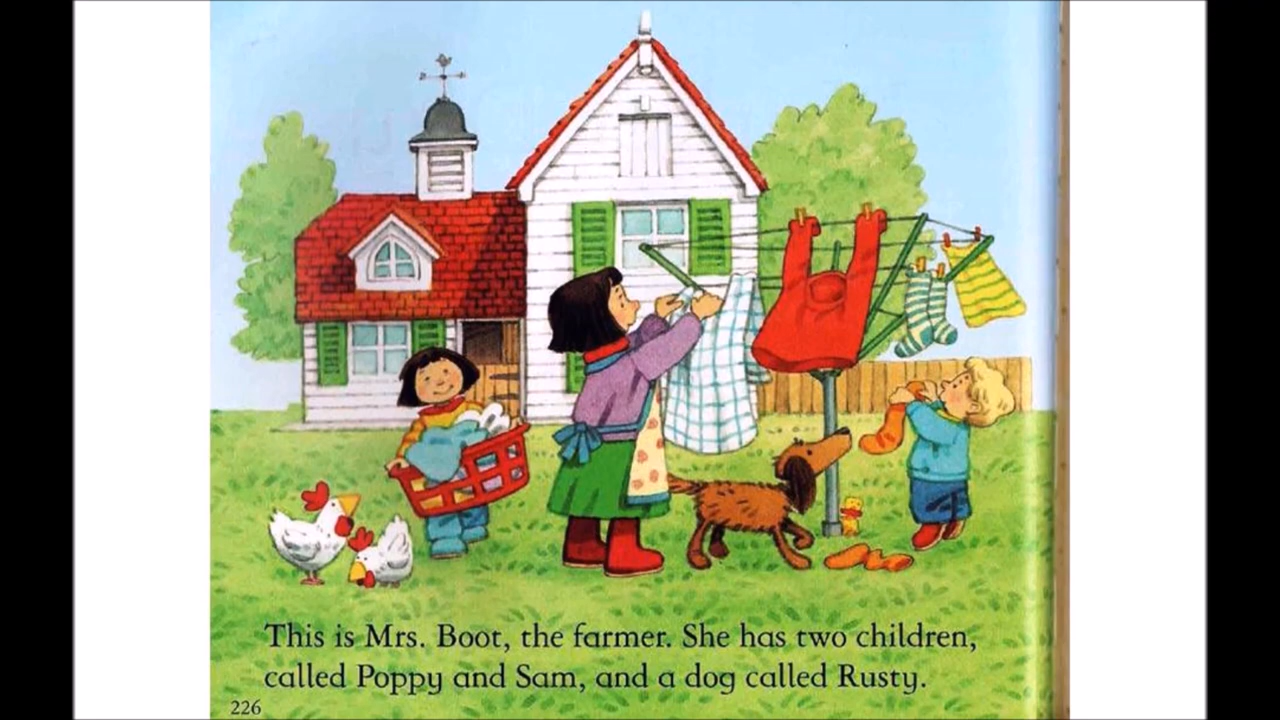 This is Mrs. Boot, the farmer. She has two children,
called Poppy and Sam, and a dog called Rusty.
226